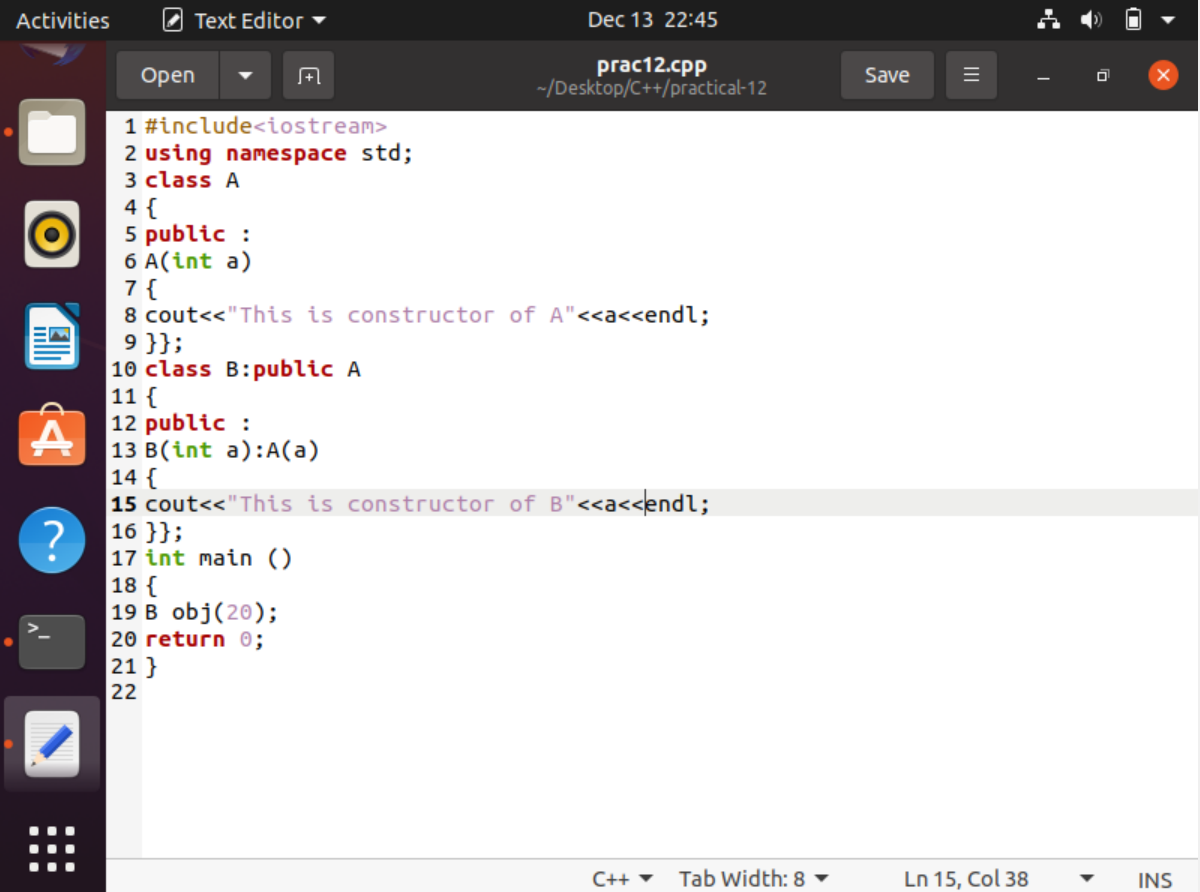 Activities Text Editor Dec 13 22:45
Open prac12.cpp Save
~/Desktop/C++/practical-12
1 #include<iostream>
2 using namespace std;
3 class A
4 {
5 public :
6 A(int a)
7 {
8 cout<<"This is constructor of A"<<a<<endl;
9 }};
10 class B:public A
11 {
12 public :
13 B(int a):A(a)
14 {
15 cout<<"This is constructor of B"<<a<<endl;
16 }};
17 int main ()
18 {
19 B obj(20);
20 return 0;
21 }
22
C++ Tab Width: 8 Ln 15, Col 38 INS